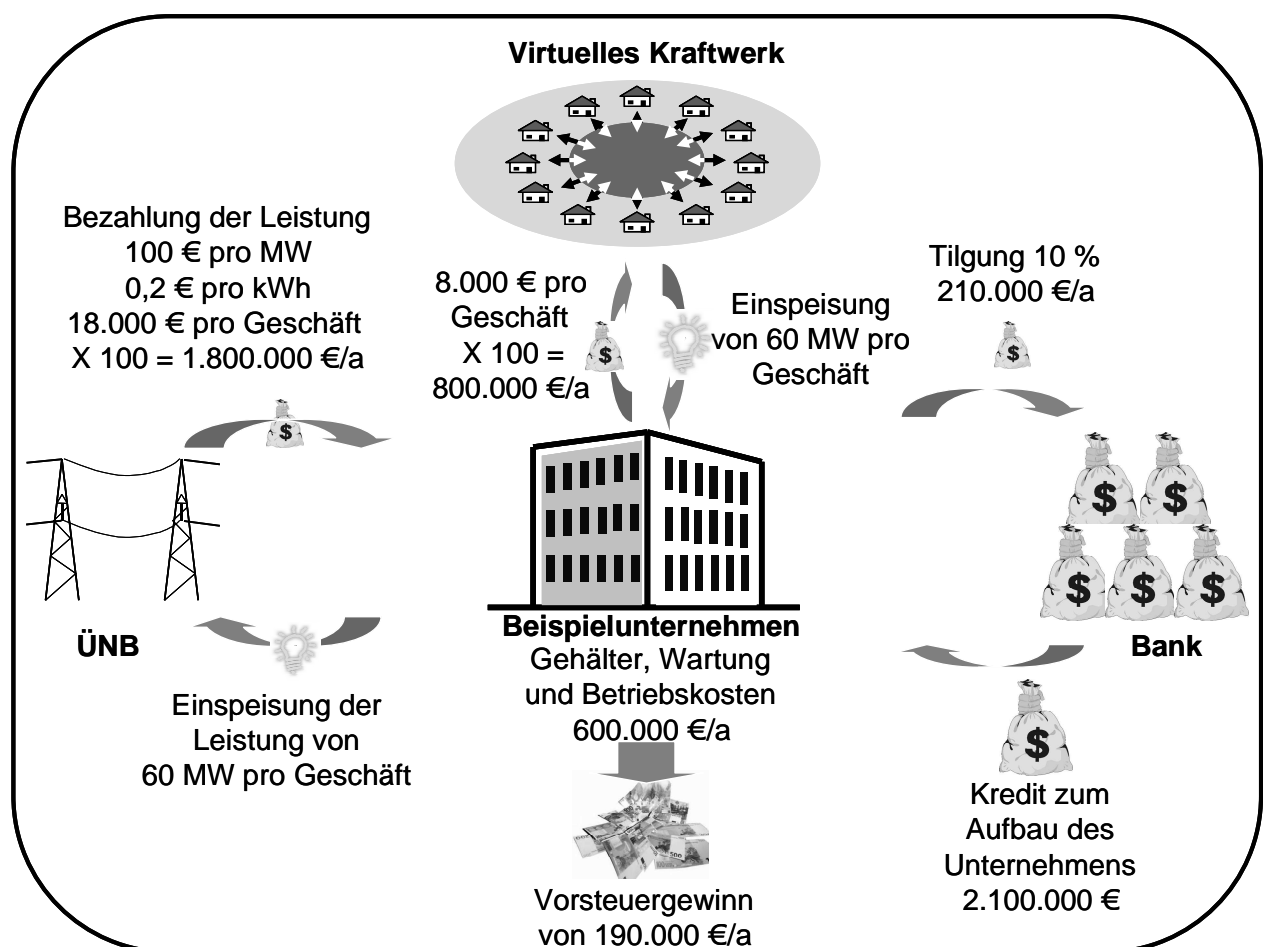 Virtuelles Kraftwerk
Bezahlung der Leistung
100 € pro MW
0,2 € pro kWh
18.000 € pro Geschäft
X 100 = 1.800.000 €/a
8.000 € pro
Geschäft
X 100 =
800.000 €/a
Einspeisung
von 60 MW pro
Geschäft
Tilgung 10 %
210.000 €/a
$
$
$
$
$
$
$
$
ÜNB
Einspeisung der
Leistung von
60 MW pro Geschäft
Beispielunternehmen
Gehälter, Wartung
und Betriebskosten
600.000 €/a
Vorsteuergewinn
von 190.000 €/a
Bank
$
Kredit zum
Aufbau des
Unternehmens
2.100.000 €